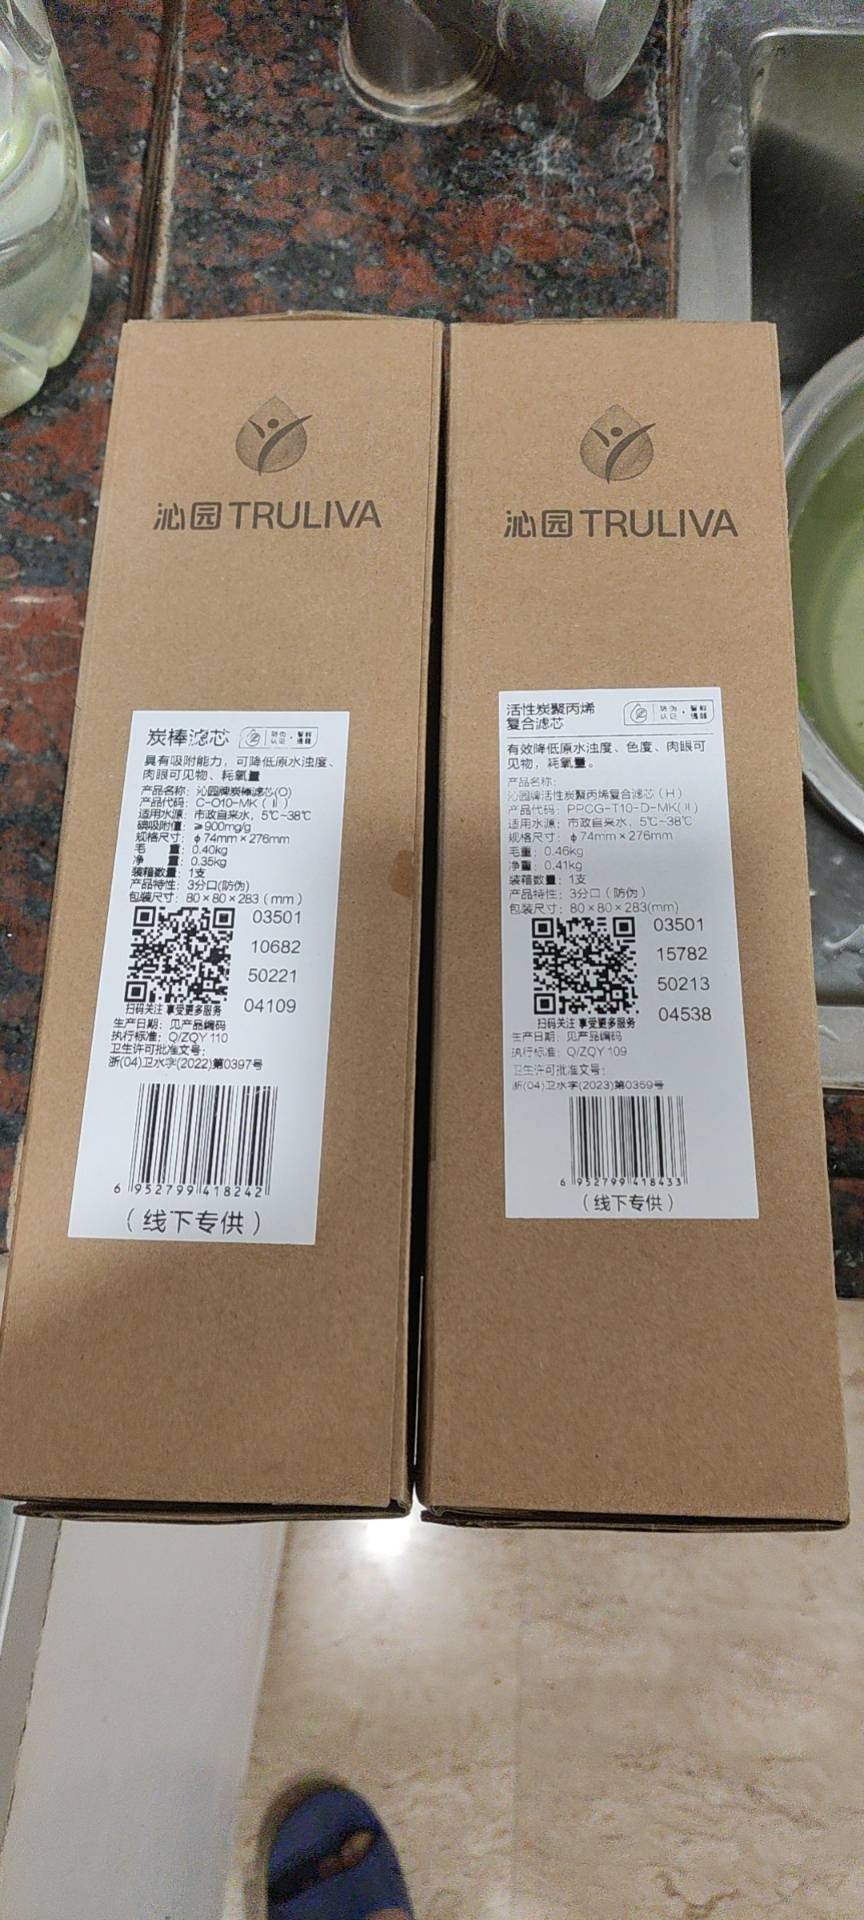 沁园TRULIVA
炭棒滤芯
防伪认证·智粽
具有吸附能力，可降低原水浊度、
肉眼可见物、耗氧量
产品名称：沁园牌炭棒滤芯(O)
产品代码：C-O10-MK(Ⅱ)
适用水源：市政自来水，5℃-38℃
碘吸附值：≥900mg/g
规格尺寸：φ74mm×276mm
毛 重：0.40kg
净 重：0.35kg
装箱数量：1支
产品特性：3分口(防伪)
包装尺寸：80×80×283（mm）
03501
10682
50221
04109
扫码关注 享受更多服务
生产日期：见产品编码
执行标准：Q/ZQY 110
卫生许可批准文号：
浙(04)卫水字(2022)第0397号
6 952799 418242
（线下专供）
沁园TRULIVA
活性炭聚丙烯
复合滤芯
防伪认证
有效降低原水浊度、色度、肉眼可
见物，耗氧量。
产品名称：
沁园牌活性炭聚丙烯复合滤芯（H）
产品代码：PPCG-T10-D-MK(Ⅱ)
适用水源：市政自来水，5℃-38℃
规格尺寸：φ74mm×276mm
毛重：0.46kg
净重：0.41kg
装箱数量：1支
产品特性：3分口（防伪）
包装尺寸：80×80×283(mm)
03501
15782
50213
04538
扫码关注 享受更多服务
生产日期：见产品编码
执行标准：Q/ZQY 109
卫生许可批准文号：
浙(04)卫水字(2023)第0359号
6 952799 418433
（线下专供）